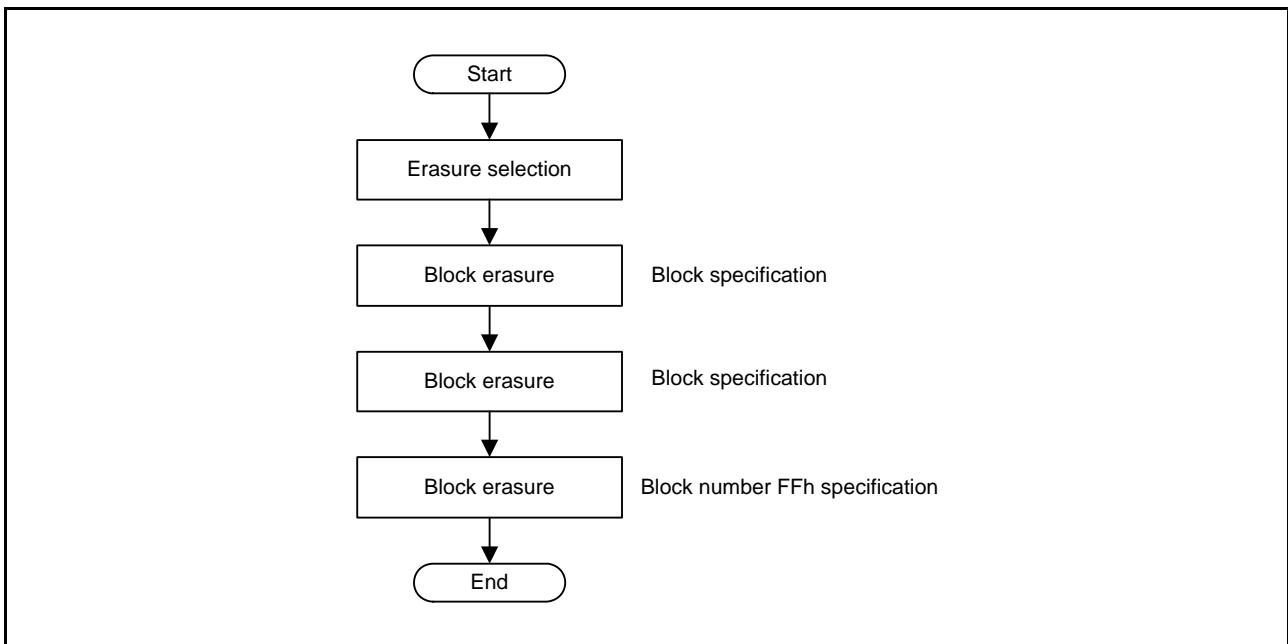 Start
Erasure selection
Block erasure
Block specification
Block erasure
Block specification
Block erasure
Block number FFh specification
End